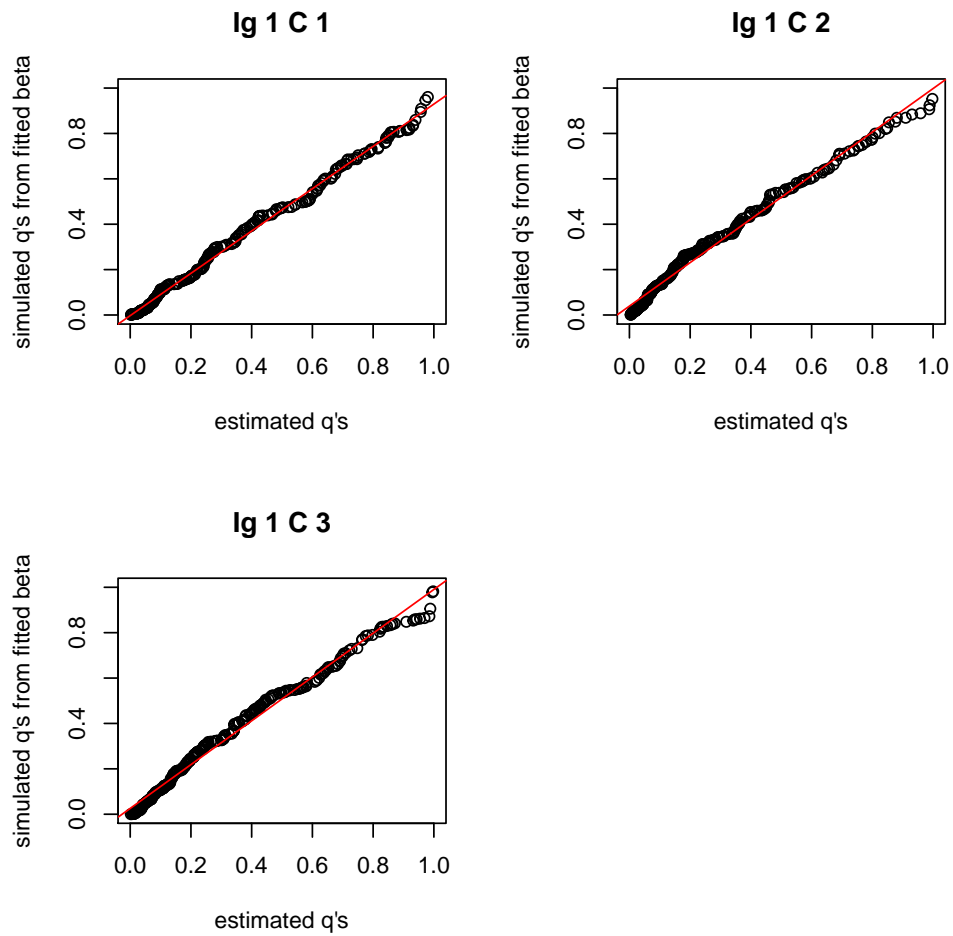 Ig 1 C 1
simulated q's from fitted beta
0.0 0.4 0.8
0.0 0.2 0.4 0.6 0.8 1.0
estimated q's
Ig 1 C 2
simulated q's from fitted beta
0.0 0.4 0.8
0.0 0.2 0.4 0.6 0.8 1.0
estimated q's
Ig 1 C 3
simulated q's from fitted beta
0.0 0.4 0.8
0.0 0.2 0.4 0.6 0.8 1.0
estimated q's